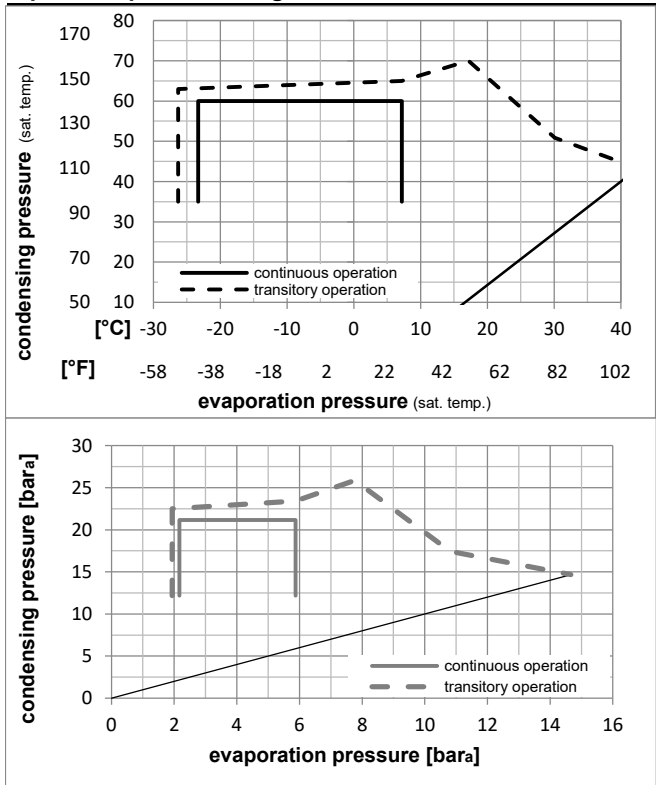 condensing pressure (sat. temp.)
170 80
150 70
130 60
50
110 40
90 30
70 20
50 10
continuous operation
transitory operation
[°C] -30 -20 -10 0 10 20 30 40
[°F] -58 -38 -18 2 22 42 62 82 102
evaporation pressure (sat. temp.)
condensing pressure [bara]
30
25
20
15
10
5
0
continuous operation
transitory operation
0 2 4 6 8 10 12 14 16
evaporation pressure [bara]